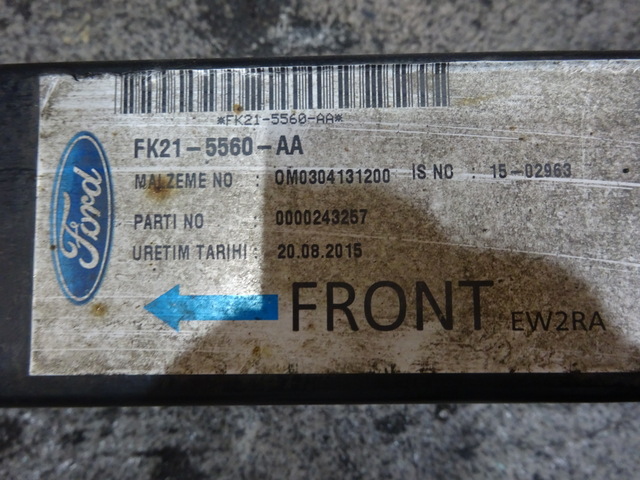 *FK21-5560-AA*
FK21-5560-AA
MALZEME NO : OM0304131200 IS NO : 15-02963
PARTI NO : 0000243257
URETIM TARIHI : 20.08.2015
Ford
FRONT EW2RA